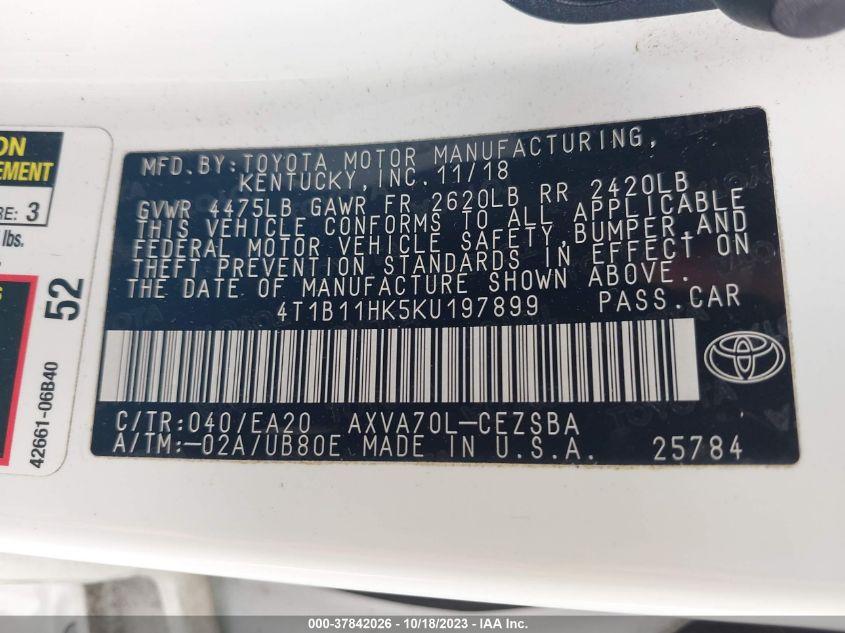 ON
EMENT
RE: 3
lbs.
S
52
42661-06B40
MFD. BY: TOYOTA MOTOR MANUFACTURING,
KENTUCKY, INC. 11/18
GVWR 4475LB GAWR FR 2620LB RR 2420LB
THIS VEHICLE CONFORMS TO ALL APPLICABLE
FEDERAL MOTOR VEHICLE SAFETY, BUMPER, AND
THEFT PREVENTION STANDARDS IN EFFECT ON
THE DATE OF MANUFACTURE SHOWN ABOVE.
4T1B11HK5KU197899 PASS.CAR
C/TR:040/EA20 AXVA70L-CEZSBA
A/TM:-02A/UB80E MADE IN U.S.A. 25784
000-37842026 - 10/18/2023 - IAA Inc.